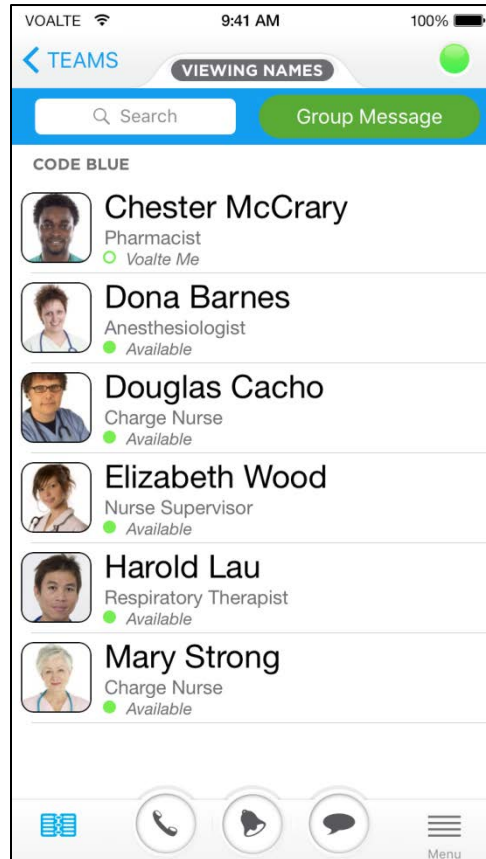 VOALTE 9:41 AM 100%
TEAMS
VIEWING NAMES
Search
Group Message
CODE BLUE
Chester McCrary
Pharmacist
Voalte Me
Dona Barnes
Anesthesiologist
Available
Douglas Cacho
Charge Nurse
Available
Elizabeth Wood
Nurse Supervisor
Available
Harold Lau
Respiratory Therapist
Available
Mary Strong
Charge Nurse
Available
Menu